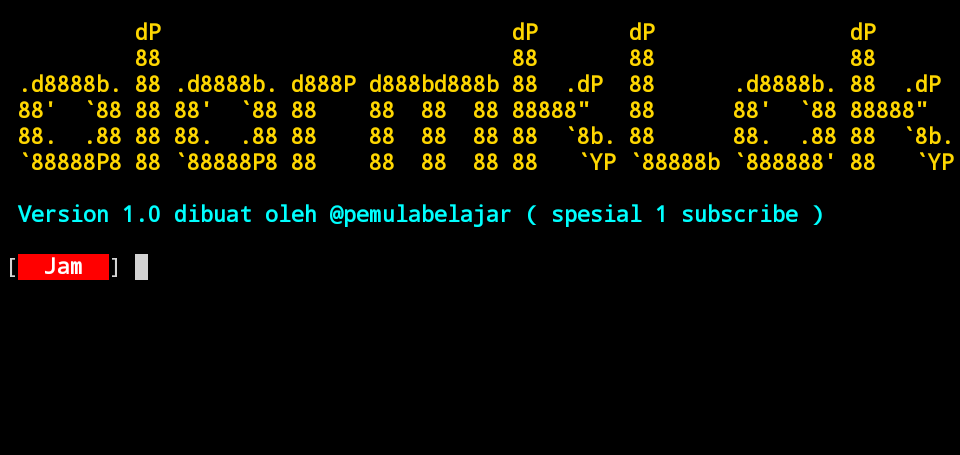 dP                           dP       dP               dP
         88                           88       88               88
.d8888b. 88 .d8888b. d888P d888bd888b 88  .dP  88      .d8888b. 88  .dP
88'  `88 88 88'  `88 88    88  88  88 88888"   88      88'  `88 88888"
88.  .88 88 88.  .88 88    88  88  88 88  `8b. 88      88.  .88 88  `8b.
`88888P8 88 `88888P8 88    88  88  88 88   `YP `88888b `888888' 88   `YP
Version 1.0 dibuat oleh @pemulabelajar ( spesial 1 subscribe )
[  Jam  ]